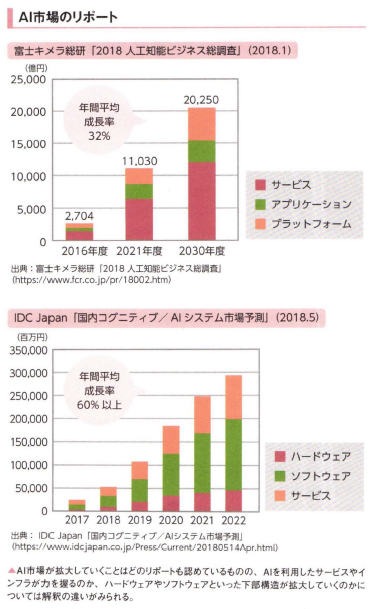 AI市場のリポート
富士キメラ総研「2018 人工知能ビジネス総調査」(2018.1)
(億円)
25,000
20,000
15,000
10,000
5,000
0
年間平均
成長率
32%
2,704
11,030
20,250
2016年度
2021年度
2030年度
サービス
アプリケーション
プラットフォーム
出典:富士キメラ総研「2018 人工知能ビジネス総調査」
(https://www.fcr.co.jp/pr/18002.htm)
IDC Japan「国内コグニティブ/ AIシステム市場予測」(2018.5)
(百万円)
350,000
300,000
250,000
200,000
150,000
100,000
50,000
0
年間平均
成長率
60%以上
2017 2018 2019 2020 2021 2022
ハードウェア
ソフトウェア
サービス
出典: IDC Japan「国内コグニティブ/AIシステム市場予測」
(https://www.idcjapan.co.jp/Press/Current/20180514Apr.html)
▲AI市場が拡大していくことはどのリポートも認めているものの、AIを利用したサービスやイ
ンフラが力を握るのか、ハードウェアやソフトウェアといった下部構造が拡大していくのかに
ついては解釈の違いがみられる。